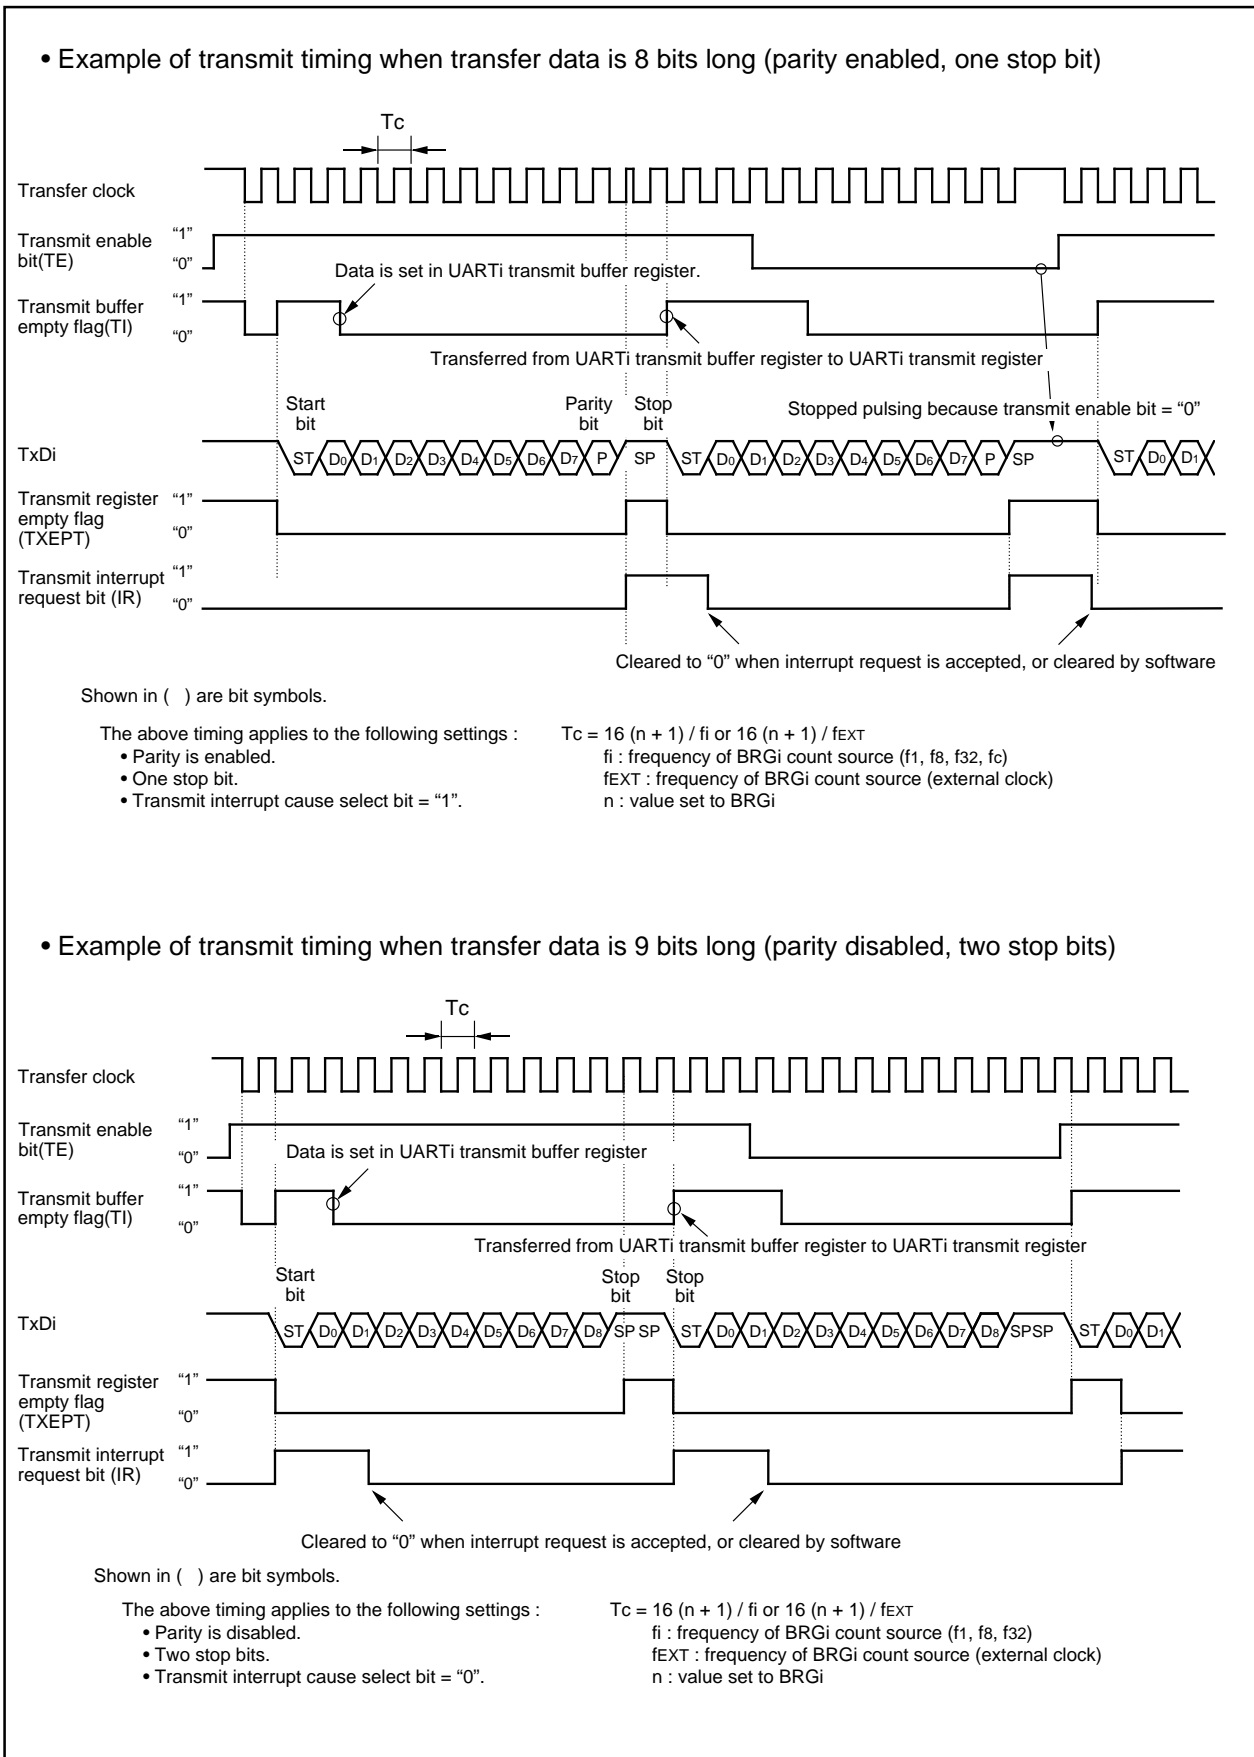 • Example of transmit timing when transfer data is 8 bits long (parity enabled, one stop bit)
Tc
Transfer clock
Transmit enable
bit(TE)
“1”
“0”
Data is set in UARTi transmit buffer register.
Transmit buffer
empty flag(TI)
“1”
“0”
Transferred from UARTi transmit buffer register to UARTi transmit register
Start
bit
Parity
bit
Stop
bit
Stopped pulsing because transmit enable bit = “0”
TxDi
ST D0 D1 D2 D3 D4 D5 D6 D7 P SP ST D0 D1 D2 D3 D4 D5 D6 D7 P SP ST D0 D1
Transmit register
empty flag
(TXEPT)
“1”
“0”
Transmit interrupt
request bit (IR)
“1”
“0”
Cleared to “0” when interrupt request is accepted, or cleared by software
Shown in ( ) are bit symbols.
The above timing applies to the following settings :
• Parity is enabled.
• One stop bit.
• Transmit interrupt cause select bit = “1”.
Tc = 16 (n + 1) / fi or 16 (n + 1) / fEXT
fi : frequency of BRGi count source (f1, f8, f32, fc)
fEXT : frequency of BRGi count source (external clock)
n : value set to BRGi
• Example of transmit timing when transfer data is 9 bits long (parity disabled, two stop bits)
Tc
Transfer clock
Transmit enable
bit(TE)
“1”
“0”
Data is set in UARTi transmit buffer register
Transmit buffer
empty flag(TI)
“1”
“0”
Transferred from UARTi transmit buffer register to UARTi transmit register
Start
bit
Stop
bit
Stop
bit
TxDi
ST D0 D1 D2 D3 D4 D5 D6 D7 D8 SP SP ST D0 D1 D2 D3 D4 D5 D6 D7 D8 SPSP ST D0 D1
Transmit register
empty flag
(TXEPT)
“1”
“0”
Transmit interrupt
request bit (IR)
“1”
“0”
Cleared to “0” when interrupt request is accepted, or cleared by software
Shown in ( ) are bit symbols.
The above timing applies to the following settings :
• Parity is disabled.
• Two stop bits.
• Transmit interrupt cause select bit = “0”.
Tc = 16 (n + 1) / fi or 16 (n + 1) / fEXT
fi : frequency of BRGi count source (f1, f8, f32)
fEXT : frequency of BRGi count source (external clock)
n : value set to BRGi